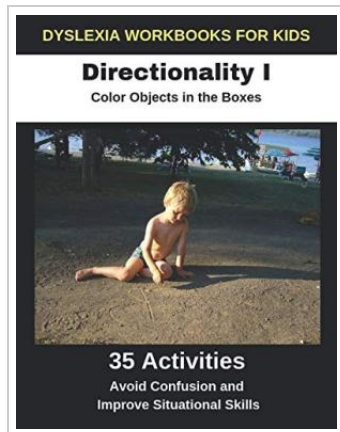 DYSLEXIA WORKBOOKS FOR KIDS
Directionality I
Color Objects in the Boxes
35 Activities
Avoid Confusion and
Improve Situational Skills